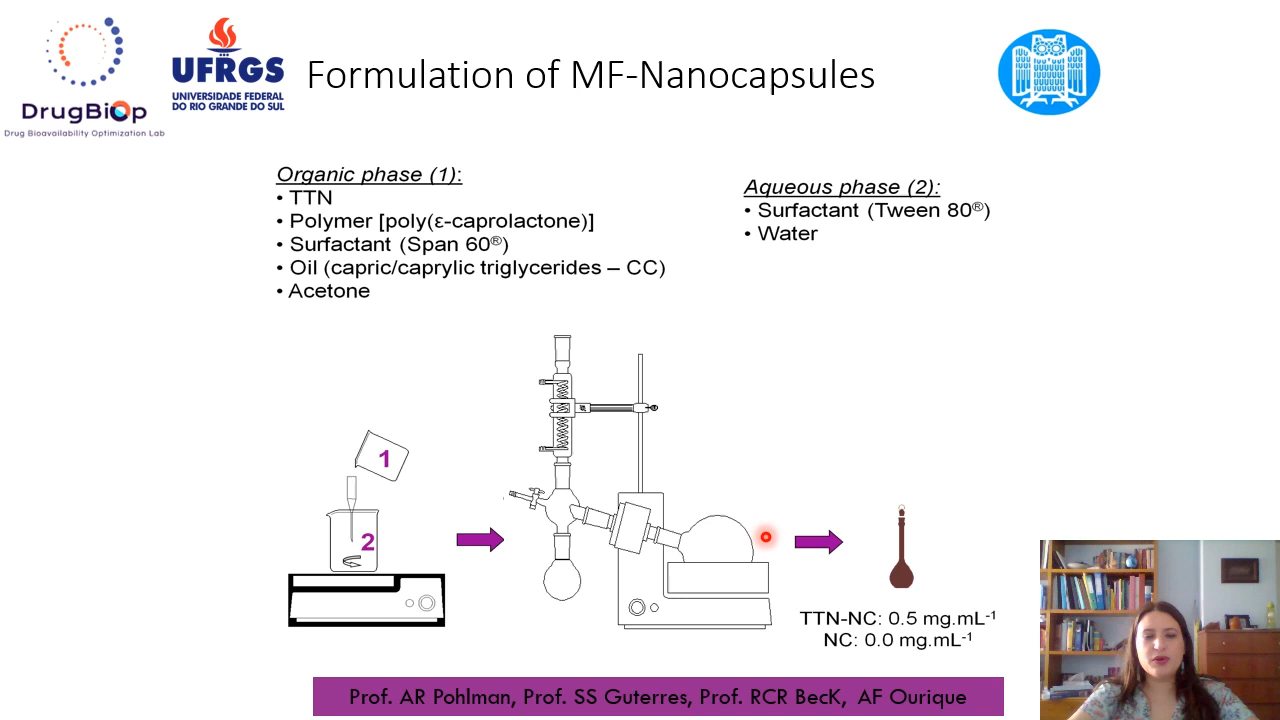 DrugBiOp
Drug Bioavailability Optimization Lab
UFRGS
UNIVERSIDADE FEDERAL
DO RIO GRANDE DO SUL
Formulation of MF-Nanocapsules
Organic phase (1):
• TTN
• Polymer [poly(ε-caprolactone)]
• Surfactant (Span 60®)
• Oil (capric/caprylic triglycerides – CC)
• Acetone
Aqueous phase (2):
• Surfactant (Tween 80®)
• Water
1
2
TTN-NC: 0.5 mg.mL⁻¹
NC: 0.0 mg.mL⁻¹
Prof. AR Pohlman, Prof. SS Guterres, Prof. RCR BecK, AF Ourique